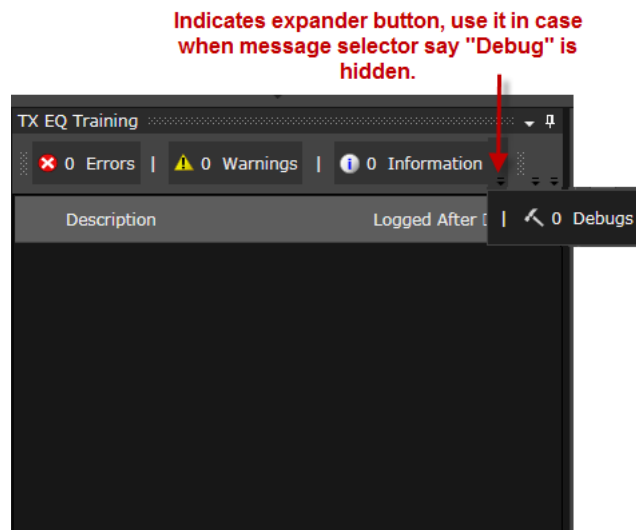 Indicates expander button, use it in case
when message selector say "Debug" is
hidden.
TX EQ Training
0 Errors | 0 Warnings | 0 Information
Description Logged After
| 0 Debugs